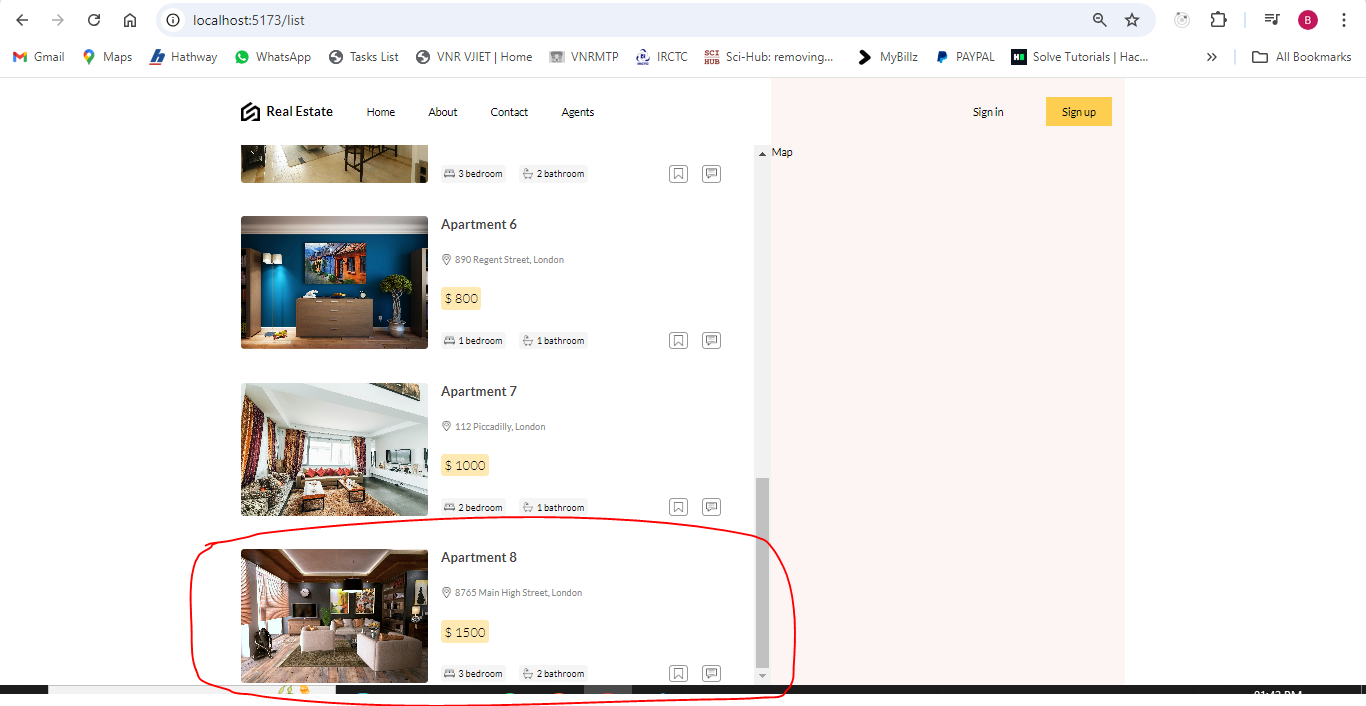 localhost:5173/list
B
Gmail Maps Hathway WhatsApp Tasks List VNR VJIET | Home VNRMTP IRCTC Sci-Hub: removing... MyBillz PAYPAL Solve Tutorials | Hac... » All Bookmarks
Real Estate Home About Contact Agents Sign in Sign up
Map
3 bedroom 2 bathroom
Apartment 6
890 Regent Street, London
$ 800
1 bedroom 1 bathroom
Apartment 7
112 Piccadilly, London
$ 1000
2 bedroom 1 bathroom
Apartment 8
8765 Main High Street, London
$ 1500
3 bedroom 2 bathroom